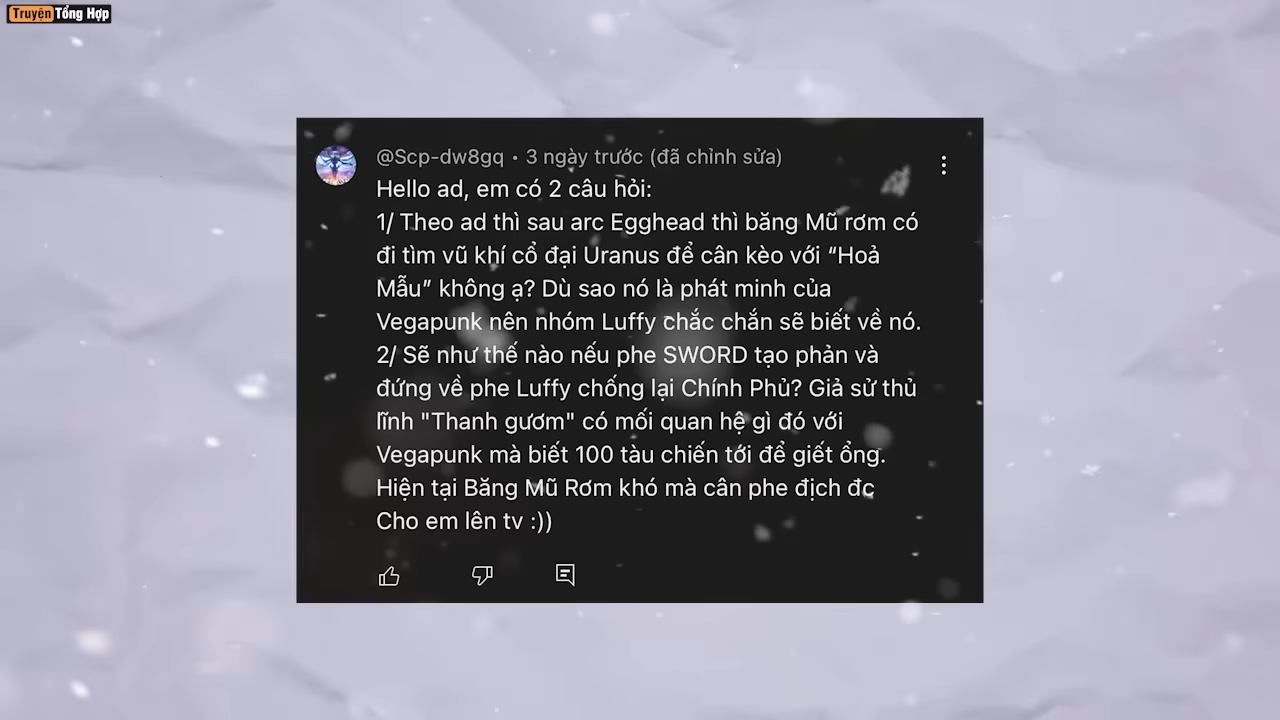 Truyện Tổng Hợp
@Scp-dw8gq • 3 ngày trước (đã chỉnh sửa)
Hello ad, em có 2 câu hỏi:
1/ Theo ad thì sau arc Egghead thì băng Mũ rơm có
đi tìm vũ khí cổ đại Uranus để cân kèo với “Hoả
Mẫu” không ạ? Dù sao nó là phát minh của
Vegapunk nên nhóm Luffy chắc chắn sẽ biết về nó.
2/ Sẽ như thế nào nếu phe SWORD tạo phản và
đứng về phe Luffy chống lại Chính Phủ? Giả sử thủ
lĩnh "Thanh gươm" có mối quan hệ gì đó với
Vegapunk mà biết 100 tàu chiến tới để giết ổng.
Hiện tại Băng Mũ Rơm khó mà cân phe địch đc
Cho em lên tv :))